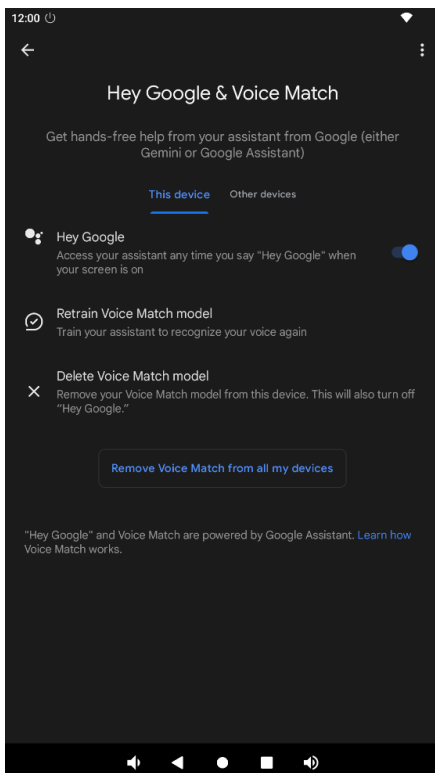 12:00
Hey Google & Voice Match
Get hands-free help from your assistant from Google (either
Gemini or Google Assistant)
This device
Other devices
Hey Google
Access your assistant any time you say "Hey Google" when
your screen is on
Retrain Voice Match model
Train your assistant to recognize your voice again
Delete Voice Match model
Remove your Voice Match model from this device. This will also turn off
“Hey Google.”
Remove Voice Match from all my devices
"Hey Google" and Voice Match are powered by Google Assistant. Learn how
Voice Match works.